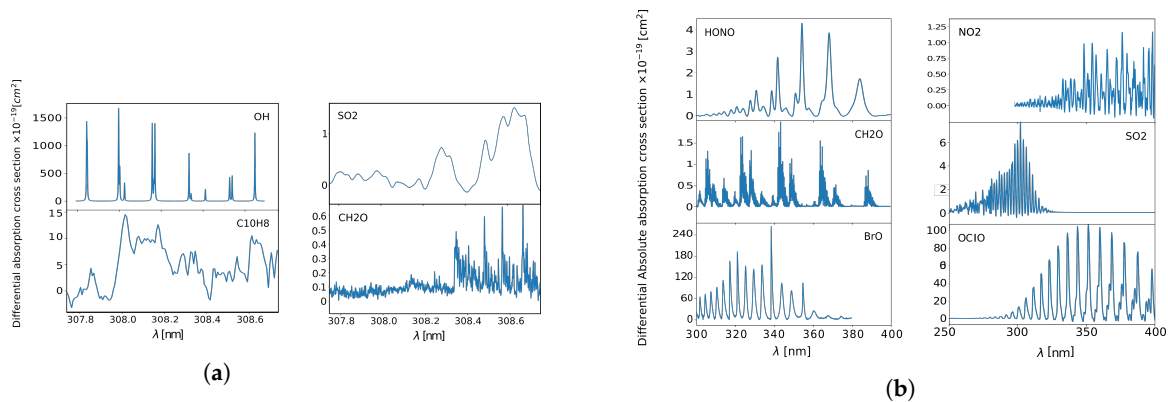 Differential absorption cross section ×10⁻¹⁹[cm²]
OH
1500
1000
500
0
C10H8
15
10
5
0
307.8 308.0 308.2 308.4 308.6
λ [nm]
SO2
1
0
CH2O
0.6
0.5
0.4
0.3
0.2
0.1
0
307.8 308.0 308.2 308.4 308.6
λ [nm]
(a)
Differential Absolute absorption cross section ×10⁻¹⁹ [cm²]
HONO
4
3
2
1
0
CH2O
1.5
1
0.5
0
BrO
240
180
120
60
0
300 320 340 360 380 400
λ [nm]
NO2
1.25
1.00
0.75
0.50
0.25
0.00
SO2
6
4
2
0
OClO
100
80
60
40
20
0
250 300 350 400
λ [nm]
(b)